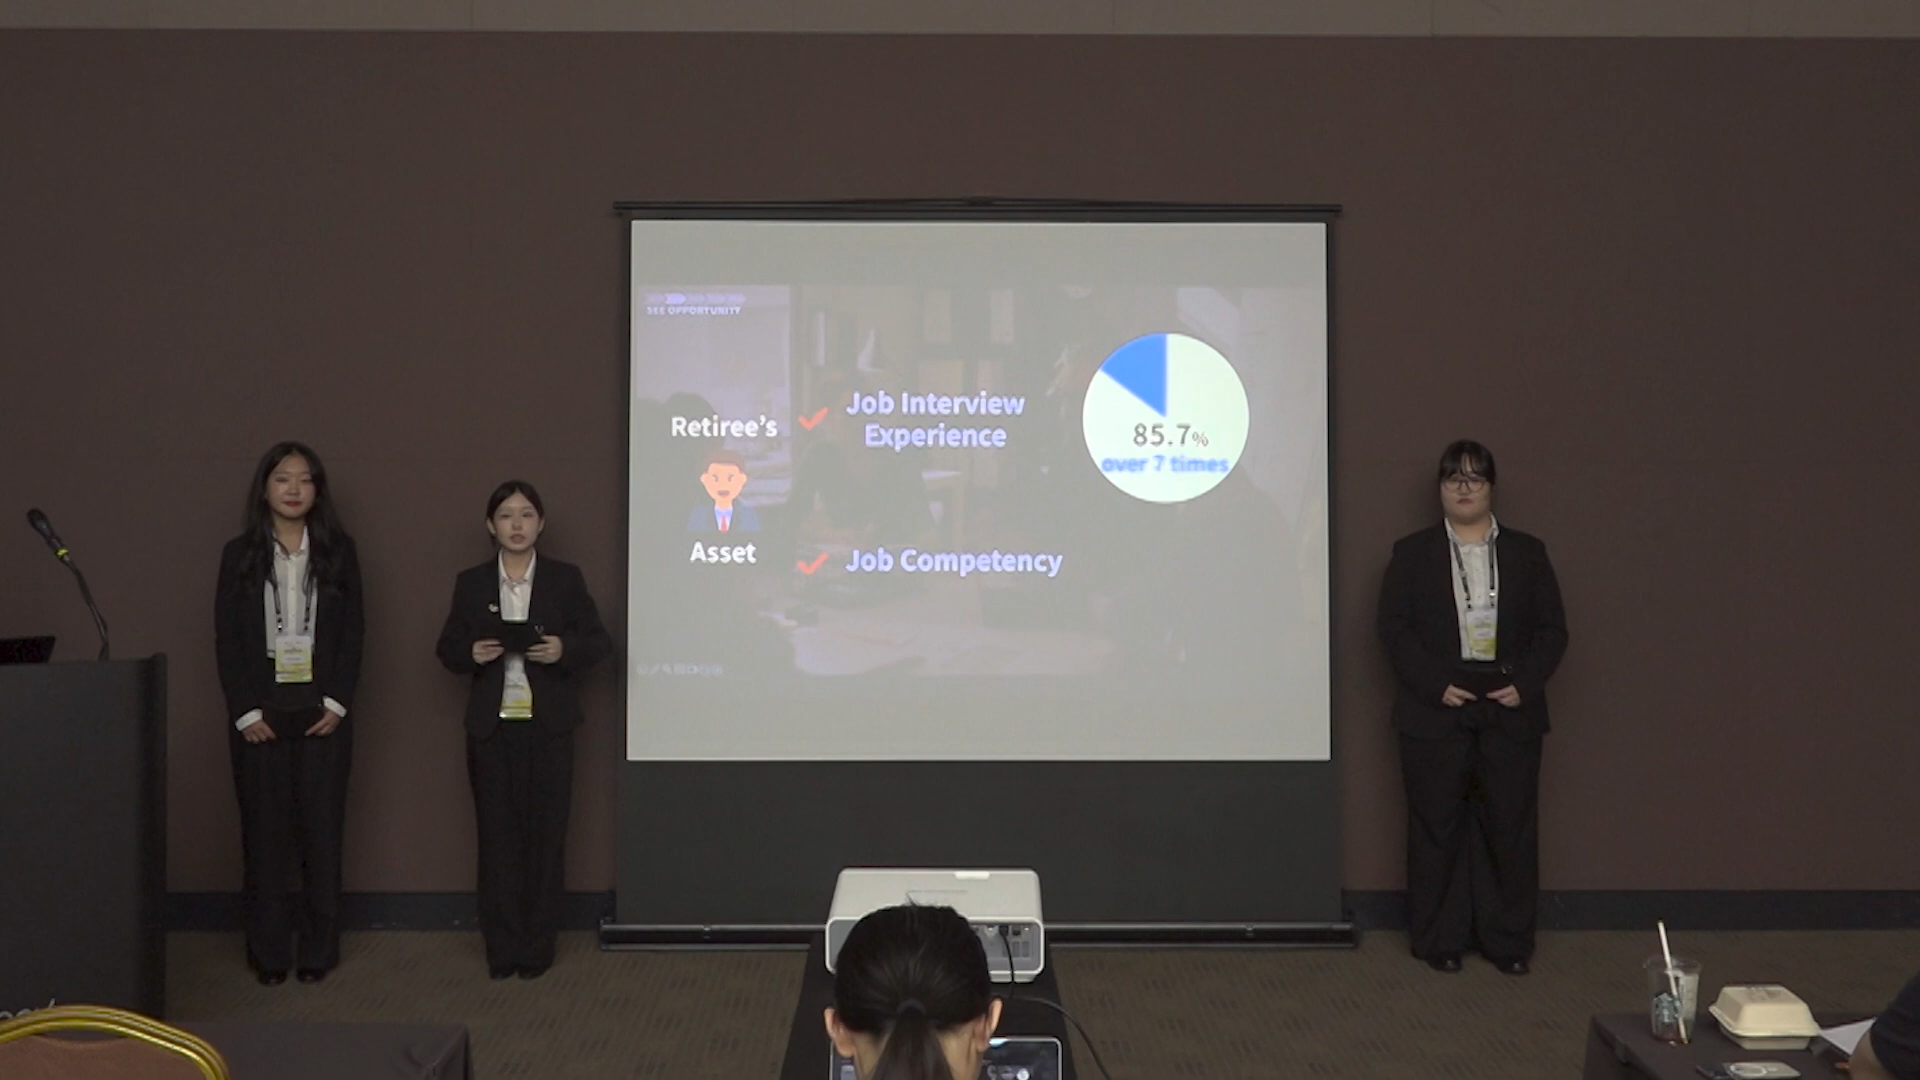 SEE OPPORTUNITY
Retiree's
Asset
Job Interview
Experience
85.7%
over 7 times
Job Competency